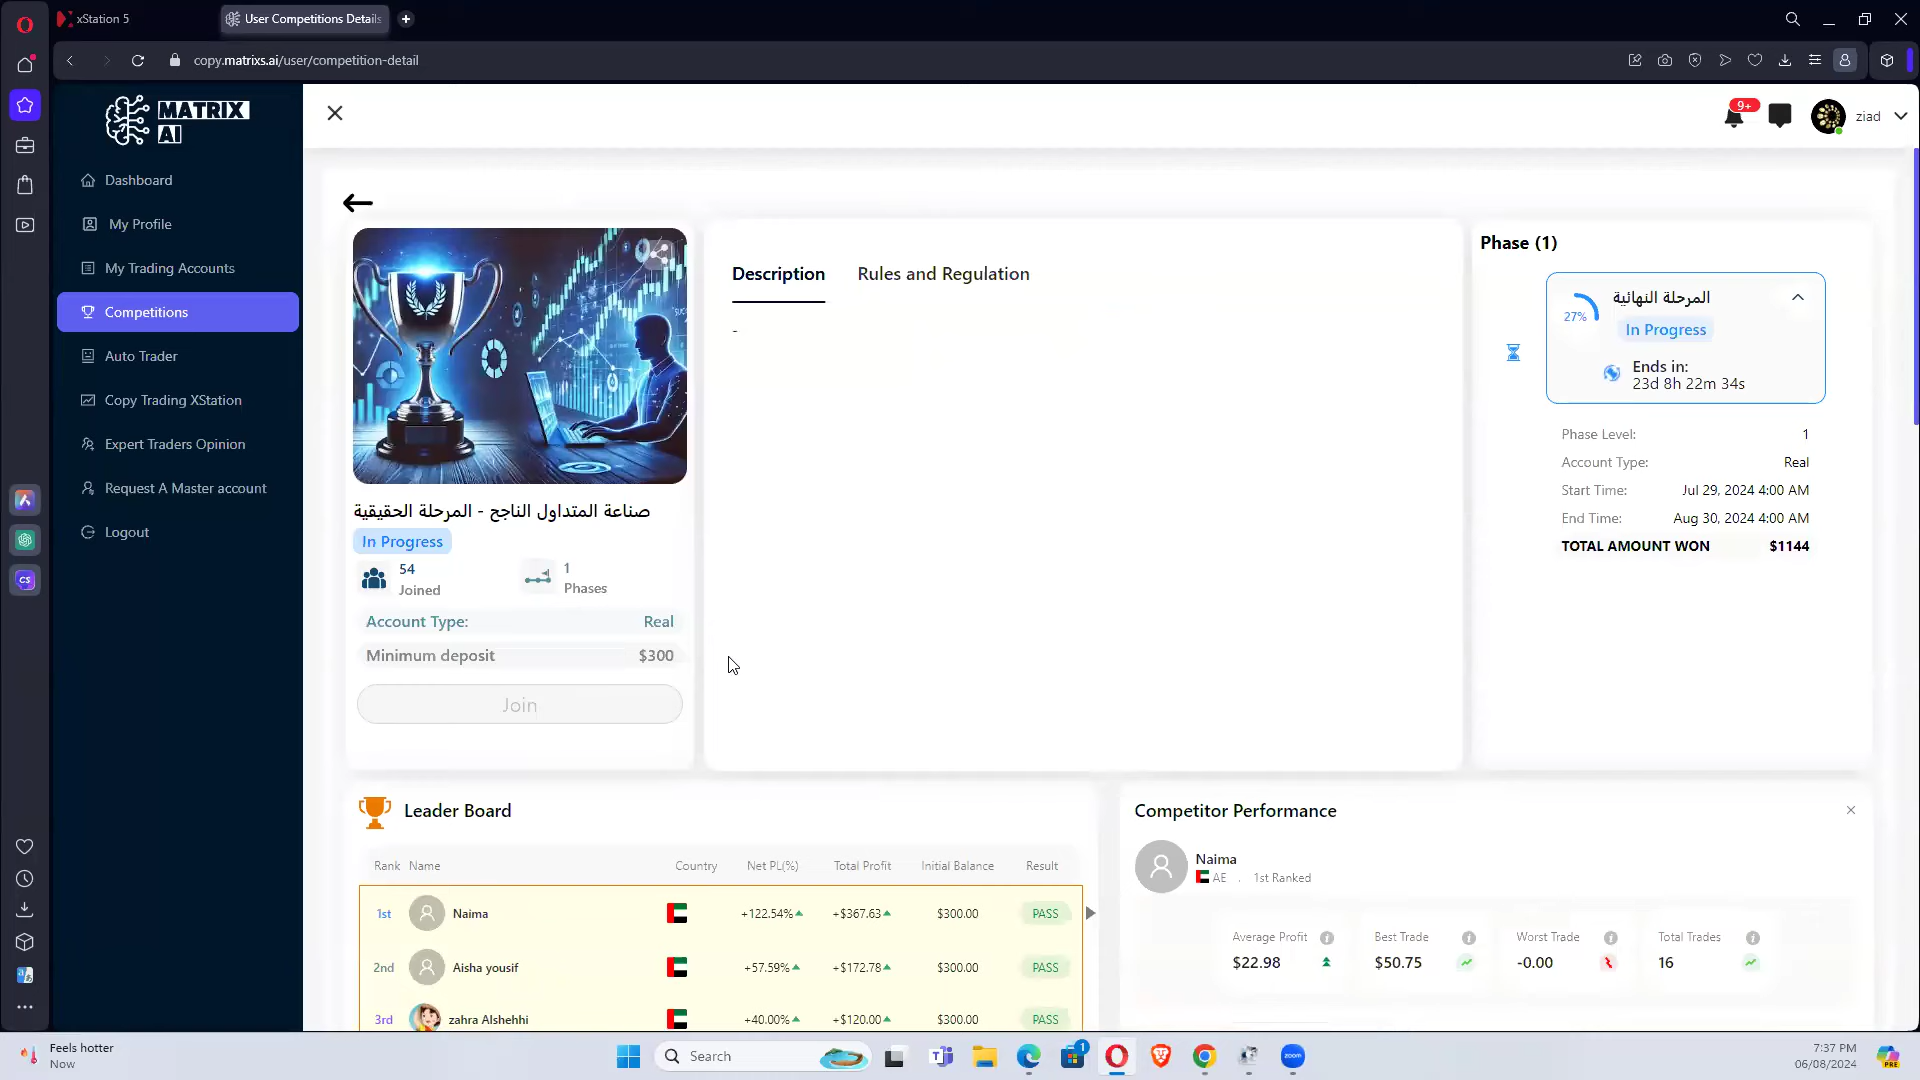 xStation 5
User Competitions Details
copy.matrixs.ai/user/competition-detail
MATRIX
AI
9+
ziad
Dashboard
My Profile
My Trading Accounts
Competitions
Auto Trader
Copy Trading XStation
Expert Traders Opinion
Request A Master account
Logout
CS
صناعة المتداول الناجح - المرحلة الحقيقية
In Progress
54
Joined
1
Phases
Account Type: Real
Minimum deposit $300
Join
Description Rules and Regulation
-
Phase (1)
27%
المرحلة النهائية
In Progress
Ends in:
23d 8h 22m 34s
Phase Level: 1
Account Type: Real
Start Time: Jul 29, 2024 4:00 AM
End Time: Aug 30, 2024 4:00 AM
TOTAL AMOUNT WON $1144
Leader Board
Rank Name Country Net PL(%) Total Profit Initial Balance Result
1st Naima +122.54% +$367.63 $300.00 PASS
2nd Aisha yousif +57.59% +$172.78 $300.00 PASS
3rd zahra Alshehhi +40.00% +$120.00 $300.00 PASS
Competitor Performance
Naima
AE . 1st Ranked
Average Profit Best Trade Worst Trade Total Trades
$22.98 $50.75 -0.00 16
Feels hotter
Now
Search
1
zoom
7:37 PM
06/08/2024
PRE